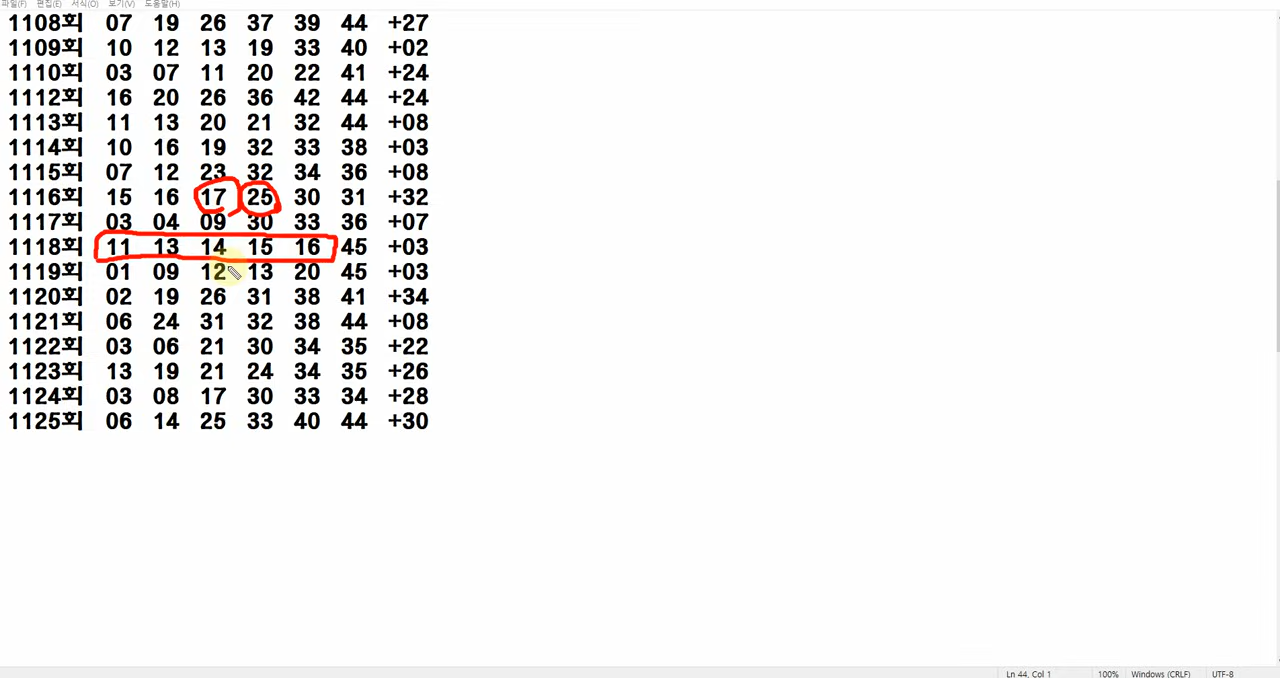 파일(F) 편집(E) 서식(O) 보기(V) 도움말(H)
1108회 07 19 26 37 39 44 +27
1109회 10 12 13 19 33 40 +02
1110회 03 07 11 20 22 41 +24
1112회 16 20 26 36 42 44 +24
1113회 11 13 20 21 32 44 +08
1114회 10 16 19 32 33 38 +03
1115회 07 12 23 32 34 36 +08
1116회 15 16 17 25 30 31 +32
1117회 03 04 09 30 33 36 +07
1118회 11 13 14 15 16 45 +03
1119회 01 09 12 13 20 45 +03
1120회 02 19 26 31 38 41 +34
1121회 06 24 31 32 38 44 +08
1122회 03 06 21 30 34 35 +22
1123회 13 19 21 24 34 35 +26
1124회 03 08 17 30 33 34 +28
1125회 06 14 25 33 40 44 +30
Ln 44, Col 1 100% Windows (CRLF) UTF-8